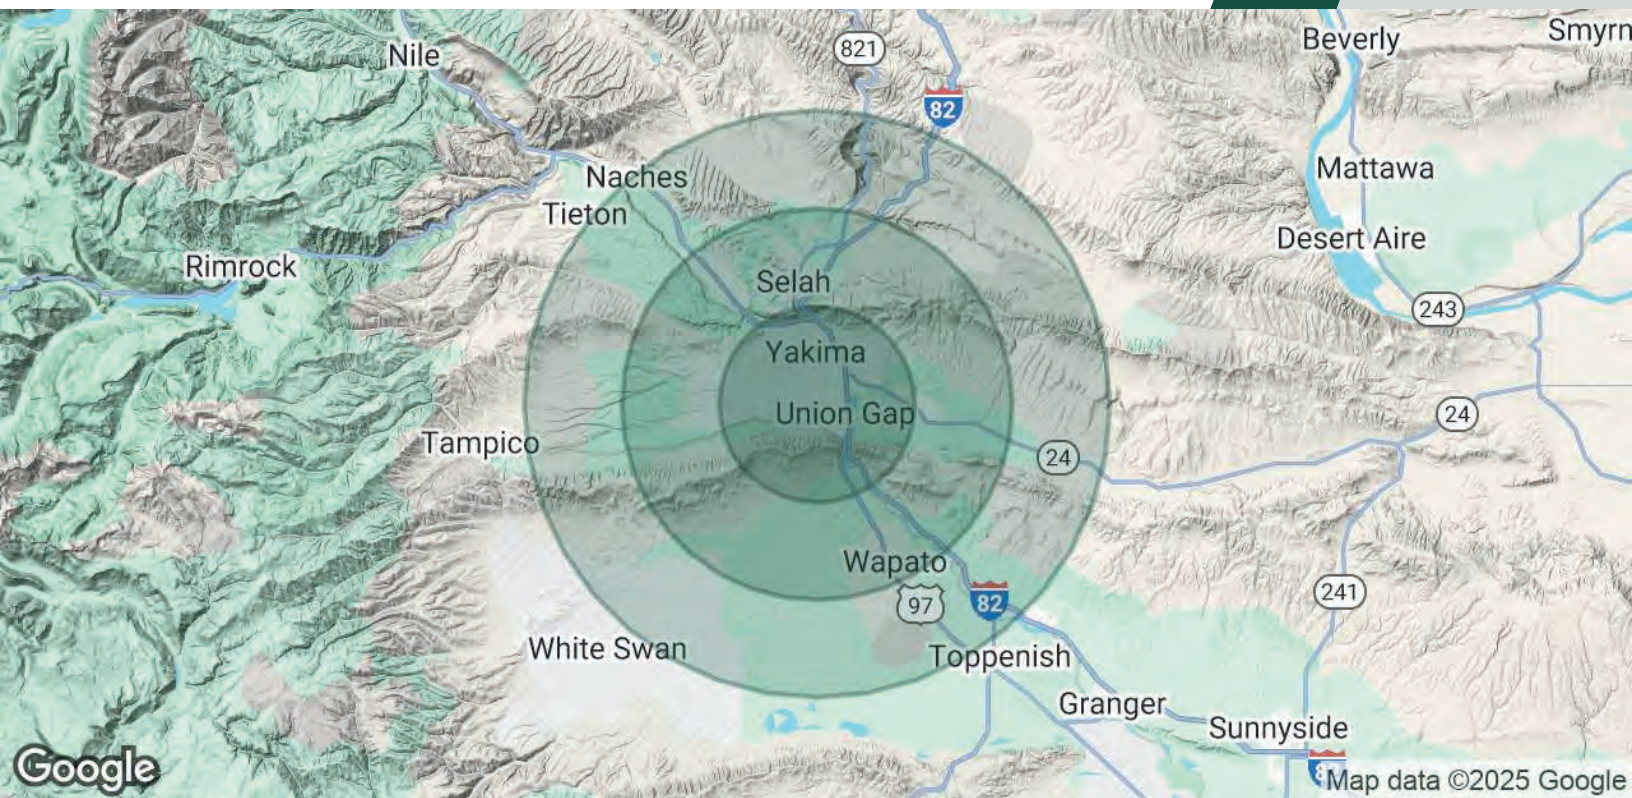 Nile
821
Beverly
Smyrn
82
Naches
Mattawa
Tieton
Desert Aire
Rimrock
Selah
243
Yakima
Union Gap
24
Tampico
24
Wapato
97
82
241
White Swan
Toppenish
Granger
Sunnyside
8
Google
Map data ©2025 Google